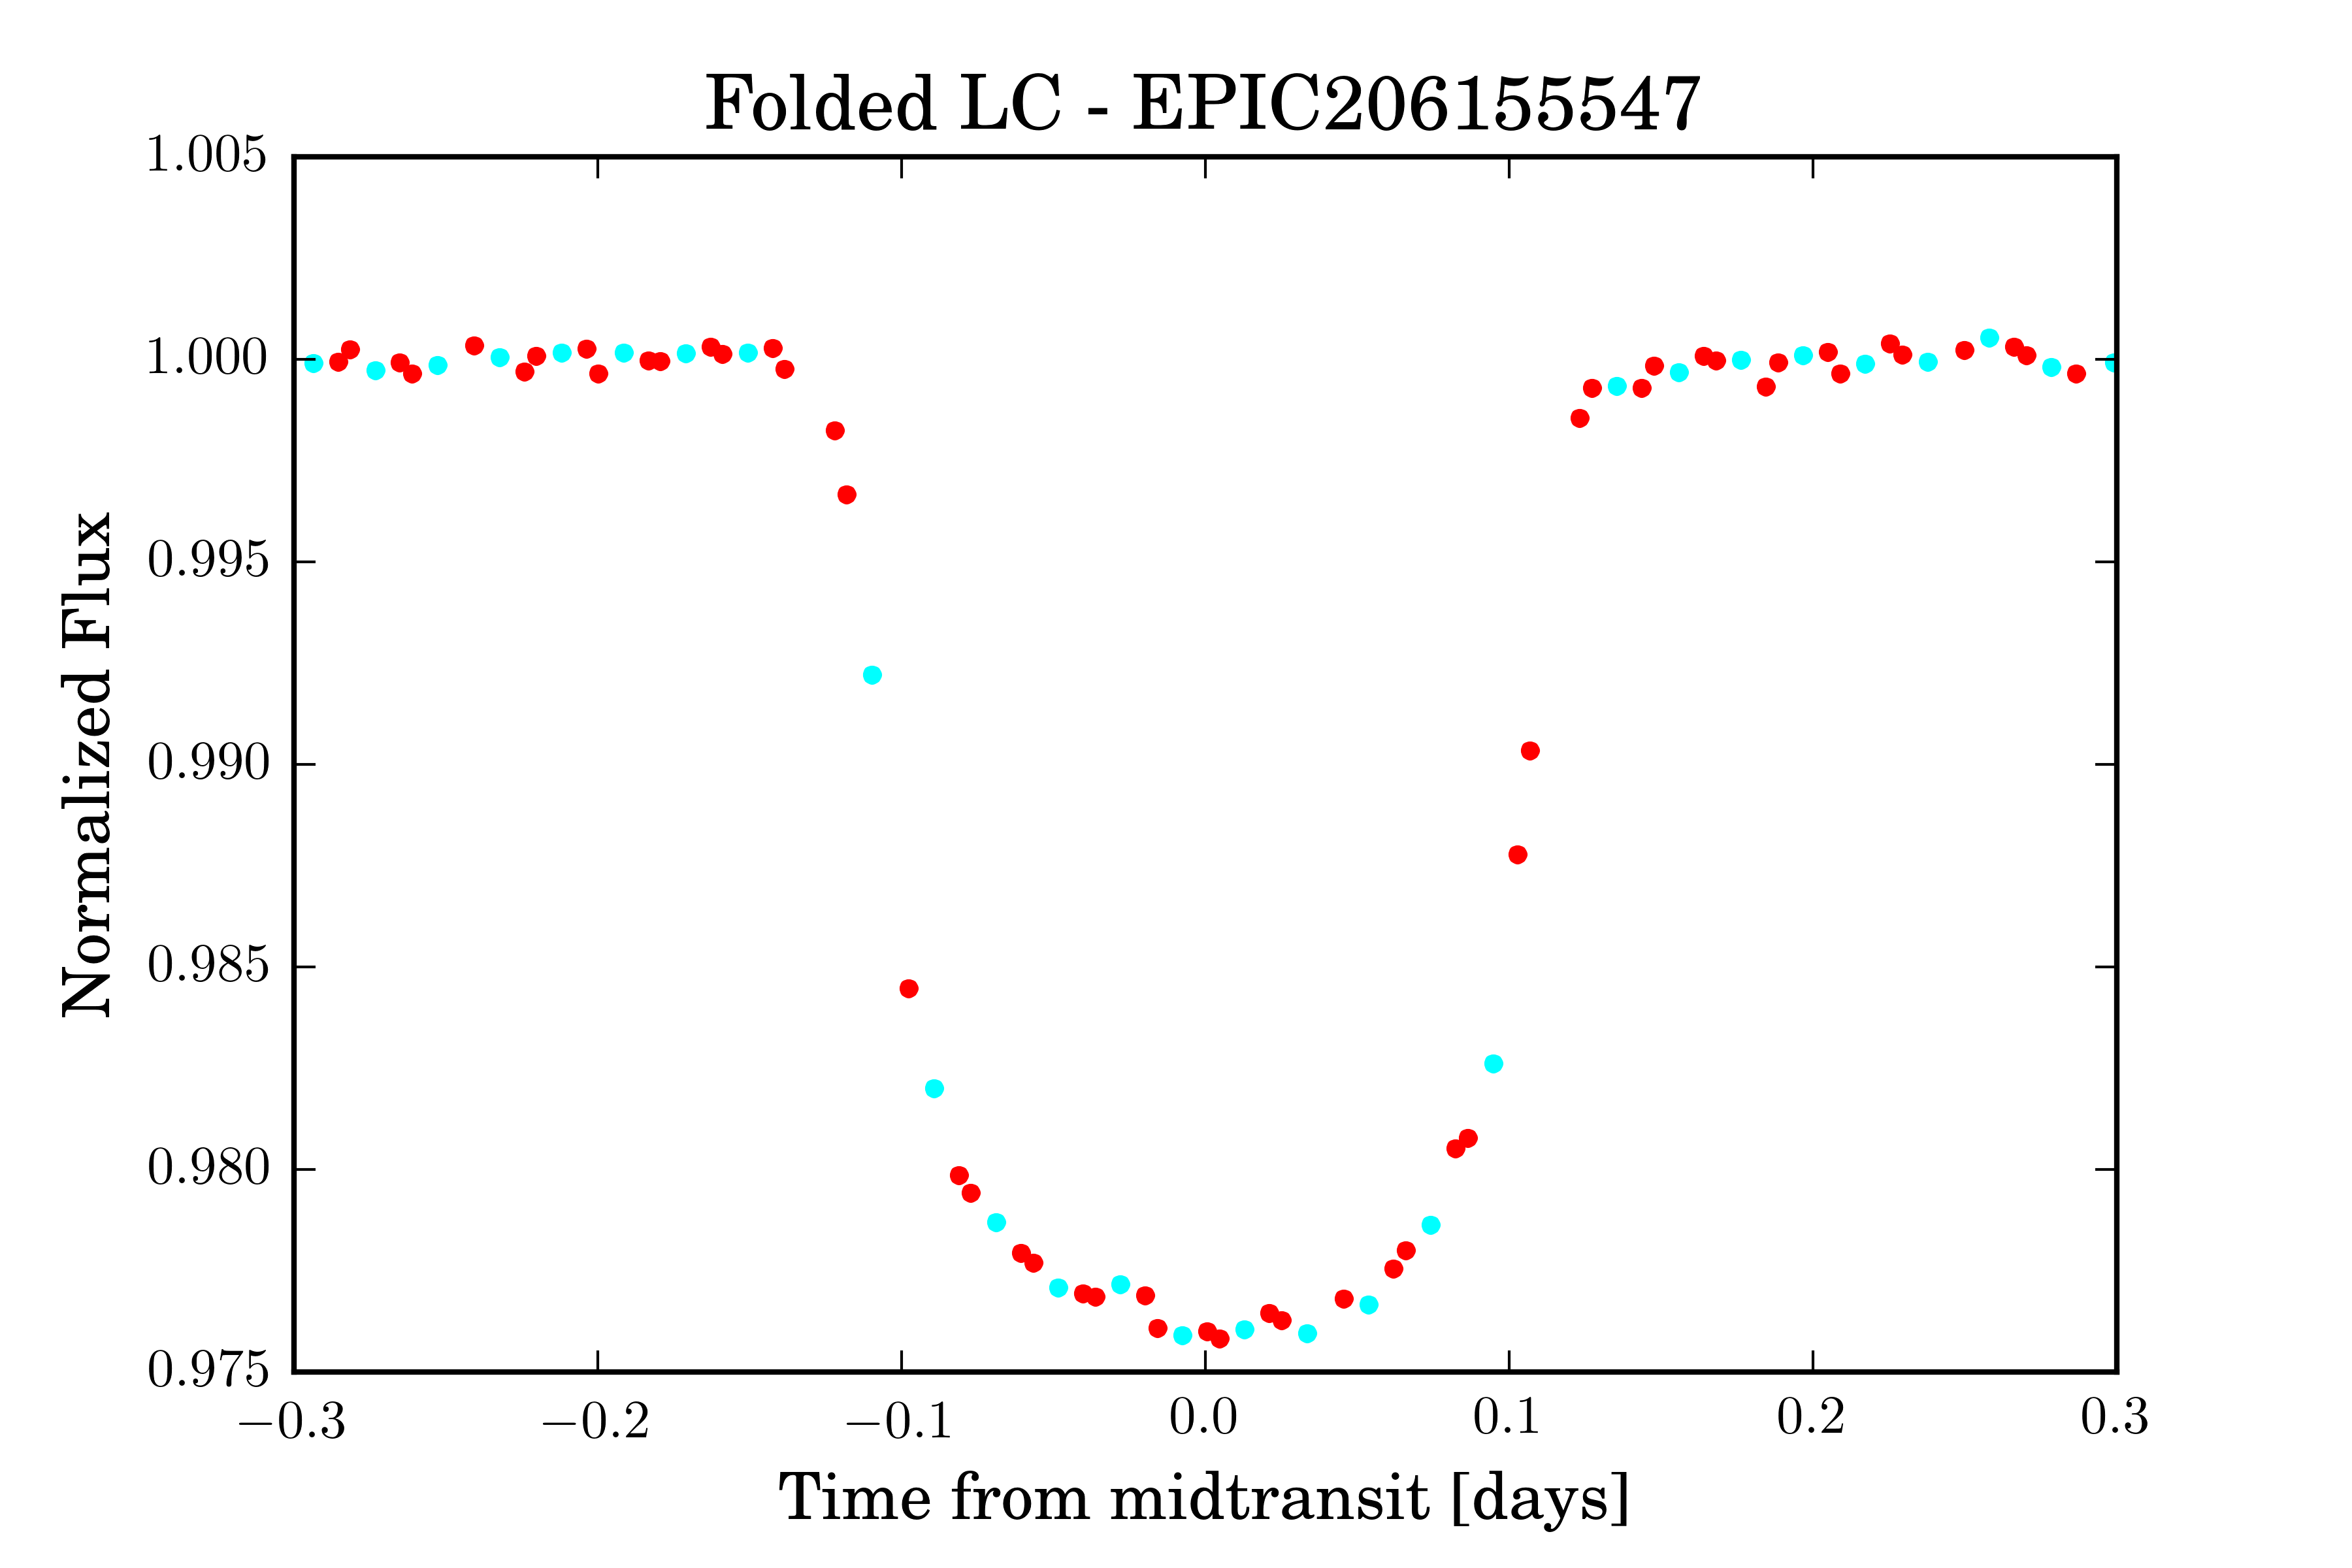 Folded LC - EPIC206155547
1.005
1.000
0.995
0.990
0.985
0.980
0.975
Normalized Flux
−0.3 −0.2 −0.1 0.0 0.1 0.2 0.3
Time from midtransit [days]